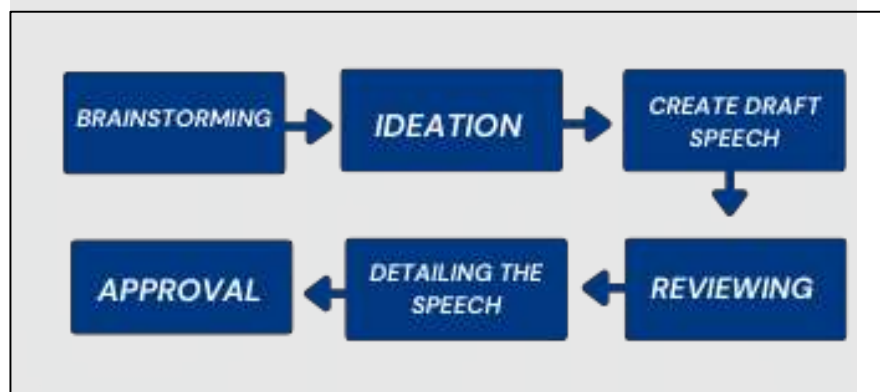 BRAINSTORMING
IDEATION
CREATE DRAFT
SPEECH
REVIEWING
DETAILING THE
SPEECH
APPROVAL